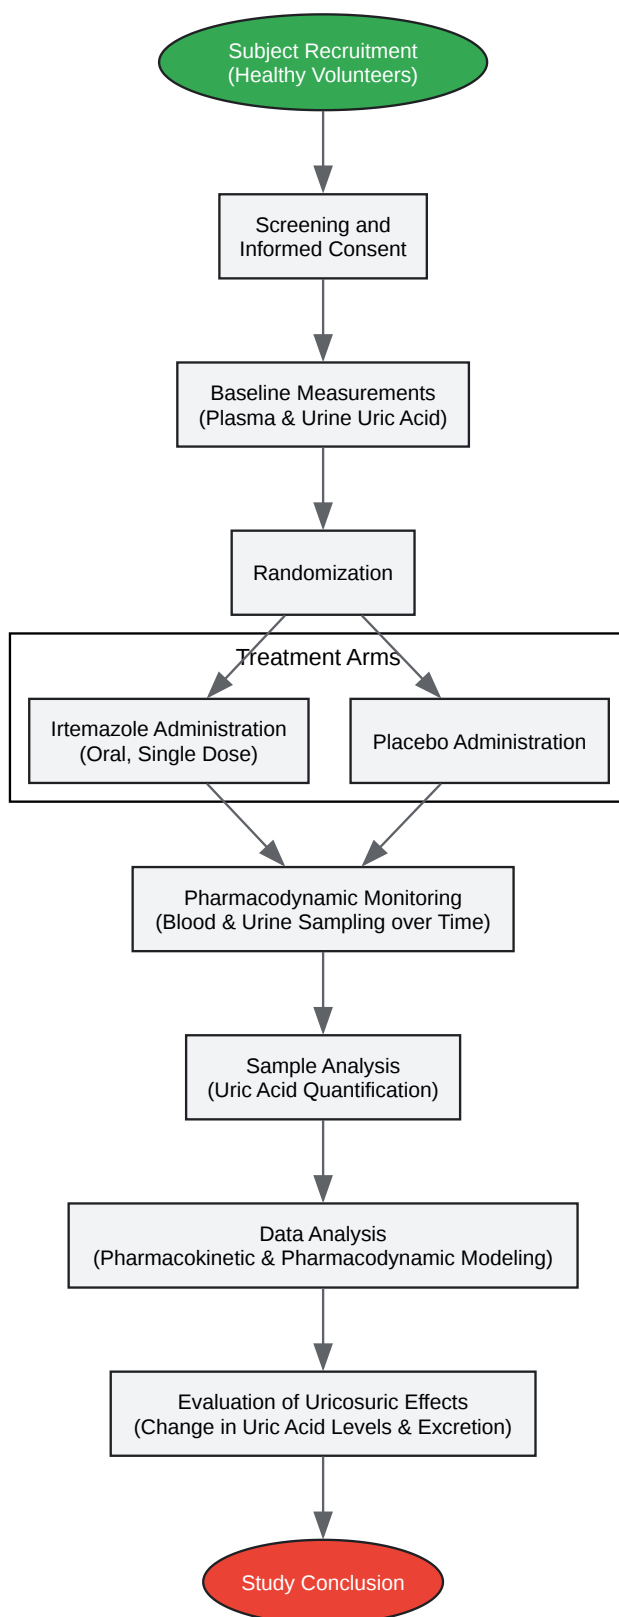 Subject Recruitment
(Healthy Volunteers)
Screening and
Informed Consent
Baseline Measurements
(Plasma & Urine Uric Acid)
Randomization
Treatment Arms
Irtemazole Administration
(Oral, Single Dose)
Placebo Administration
Pharmacodynamic Monitoring
(Blood & Urine Sampling over Time)
Sample Analysis
(Uric Acid Quantification)
Data Analysis
(Pharmacokinetic & Pharmacodynamic Modeling)
Evaluation of Uricosuric Effects
(Change in Uric Acid Levels & Excretion)
Study Conclusion